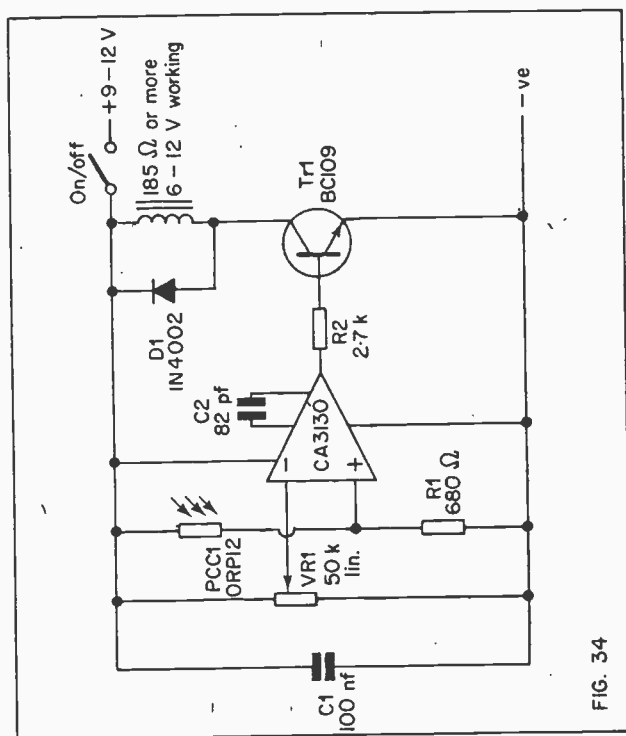 On/off
+9–12 V
185 Ω or more
6–12 V working
D1
1N4002
Tr1
BC109
C2
82 pf
R2
2·7 k
–
CA3130
+
PCC1
ORP12
VR1
50 k
lin.
R1
680 Ω
C1
100 nf
–ve
FIG. 34